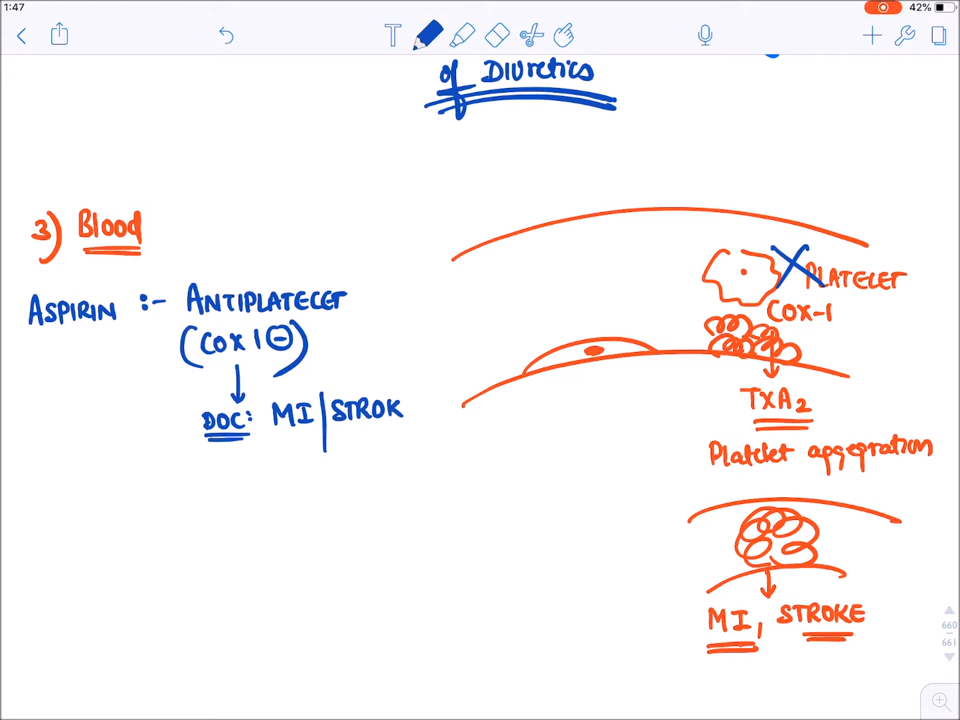 1:47
42%
T
of Diuretics
3) Blood
ASPIRIN :- ANTIPLATELET
(COX 1 ⊖)
↓
DOC: MI | STROK
PLATELET
COX-1
↓
TXA2
Platelet aggegration
↓
MI, STROKE
660
661